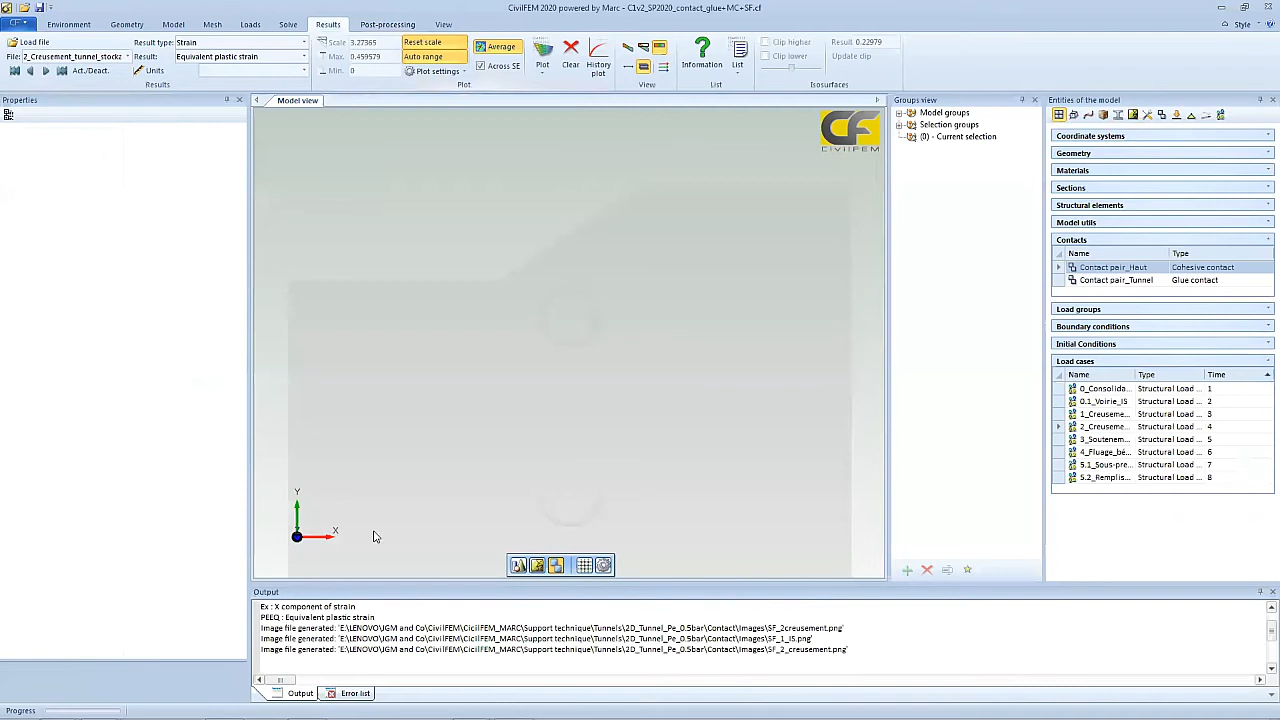 CivilFEM 2020 powered by Marc - C1v2_SP2020_contact_glue+MC+SF.cf
CF
Environment Geometry Model Mesh Loads Solve Results Post-processing View Style
Load file Result type: Strain Scale 3.27365 Reset scale Average Clip higher Result 0.22979
File: 2_Creusement_tunnel_stockz Result: Equivalent plastic strain Max. 0.459579 Auto range Across SE Plot Clear History plot Information List Clip lower Update clip
Act./Deact. Units Min. 0 Plot settings
Results Plot View List Isosurfaces
Properties Model view Groups view Entities of the model
Model groups
Selection groups
(0) - Current selection
CF
CIVILFEM
Coordinate systems
Geometry
Materials
Sections
Structural elements
Model utils
Contacts
Name Type
Contact pair_Haut Cohesive contact
Contact pair_Tunnel Glue contact
Load groups
Boundary conditions
Initial Conditions
Load cases
Name Type Time
0_Consolida... Structural Load ... 1
0.1_Voirie_IS Structural Load ... 2
1_Creuseme... Structural Load ... 3
2_Creuseme... Structural Load ... 4
3_Soutenem... Structural Load ... 5
4_Fluage_bé... Structural Load ... 6
5.1_Sous-pre... Structural Load ... 7
5.2_Remplis... Structural Load ... 8
Y
X
Output
Ex : X component of strain
PEEQ : Equivalent plastic strain
Image file generated: 'E:\LENOVO\IGM and Co\CivilFEM\CicilFEM_MARC\Support technique\Tunnels\2D_Tunnel_Pe_0.5bar\Contact\Images\SF_2creusement.png'
Image file generated: 'E:\LENOVO\IGM and Co\CivilFEM\CicilFEM_MARC\Support technique\Tunnels\2D_Tunnel_Pe_0.5bar\Contact\Images\SF_1_IS.png'
Image file generated: 'E:\LENOVO\IGM and Co\CivilFEM\CicilFEM_MARC\Support technique\Tunnels\2D_Tunnel_Pe_0.5bar\Contact\Images\SF_2_creusement.png'
Output Error list
Progress